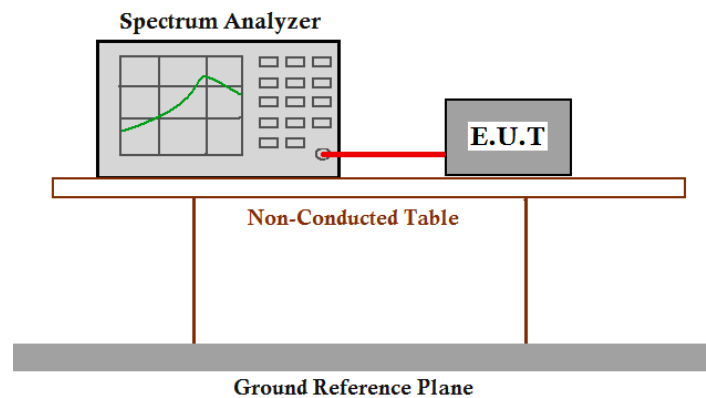 Spectrum Analyzer
E.U.T
Non-Conducted Table
Ground Reference Plane